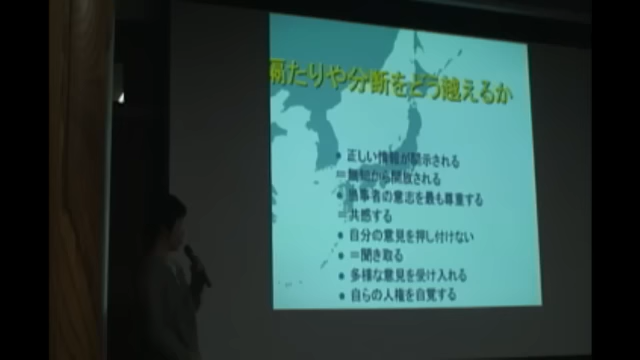 隔たりや分断をどう越えるか
● 正しい情報が開示される
＝無知から開放される
● 当事者の意志を最も尊重する
＝共感する
● 自分の意見を押し付けない
● ＝聞き取る
● 多様な意見を受け入れる
● 自らの人権を自覚する